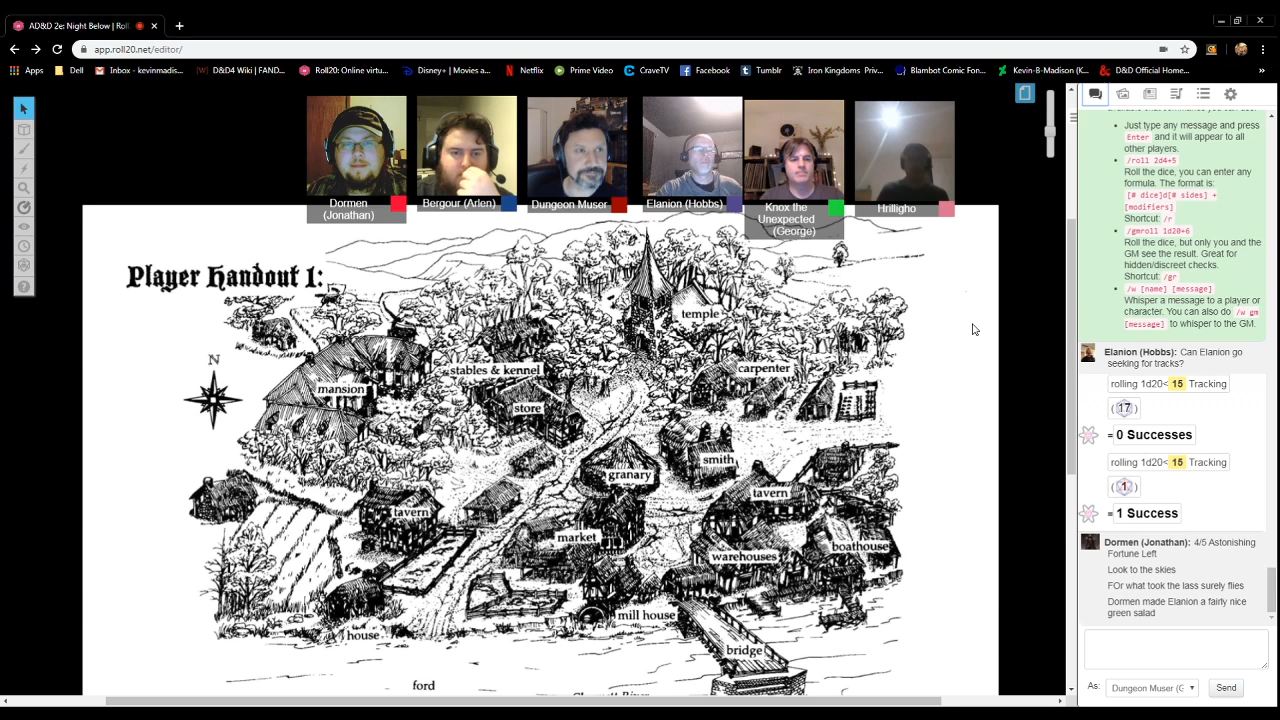 AD&D 2e: Night Below | Roll
app.roll20.net/editor/
Apps
Dell
Inbox - kevinmadis...
D&D4 Wiki | FAND...
Roll20: Online virtu...
Disney+ | Movies a...
Netflix
Prime Video
CraveTV
Facebook
Tumblr
Iron Kingdoms Priv...
Blambot Comic Fon...
Kevin-B-Madison (K...
D&D Official Home...
»
Dormen
(Jonathan)
Bergour (Arlen)
Dungeon Muser
Elanion (Hobbs)
Knox the
Unexpected
(George)
Hrilligho
Player Handout 1:
N
temple
mansion
stables & kennel
carpenter
store
smith
granary
tavern
tavern
market
warehouses
boathouse
mill house
house
bridge
ford
Just type any message and press
Enter and it will appear to all
other players.
/roll 2d4+5
Roll the dice, you can enter any
formula. The format is:
[# dice]d[# sides] +
[modifiers]
Shortcut: /r
/gmroll 1d20+6
Roll the dice, but only you and the
GM see the result. Great for
hidden/discreet checks.
Shortcut: /gr
/w [name] [message]
Whisper a message to a player or
character. You can also do /w gm
[message] to whisper to the GM.
Elanion (Hobbs): Can Elanion go
seeking for tracks?
rolling 1d20< 15 Tracking
(17)
= 0 Successes
rolling 1d20< 15 Tracking
(1)
= 1 Success
Dormen (Jonathan): 4/5 Astonishing
Fortune Left
Look to the skies
FOr what took the lass surely flies
Dormen made Elanion a fairly nice
green salad
As:
Dungeon Muser (G
Send